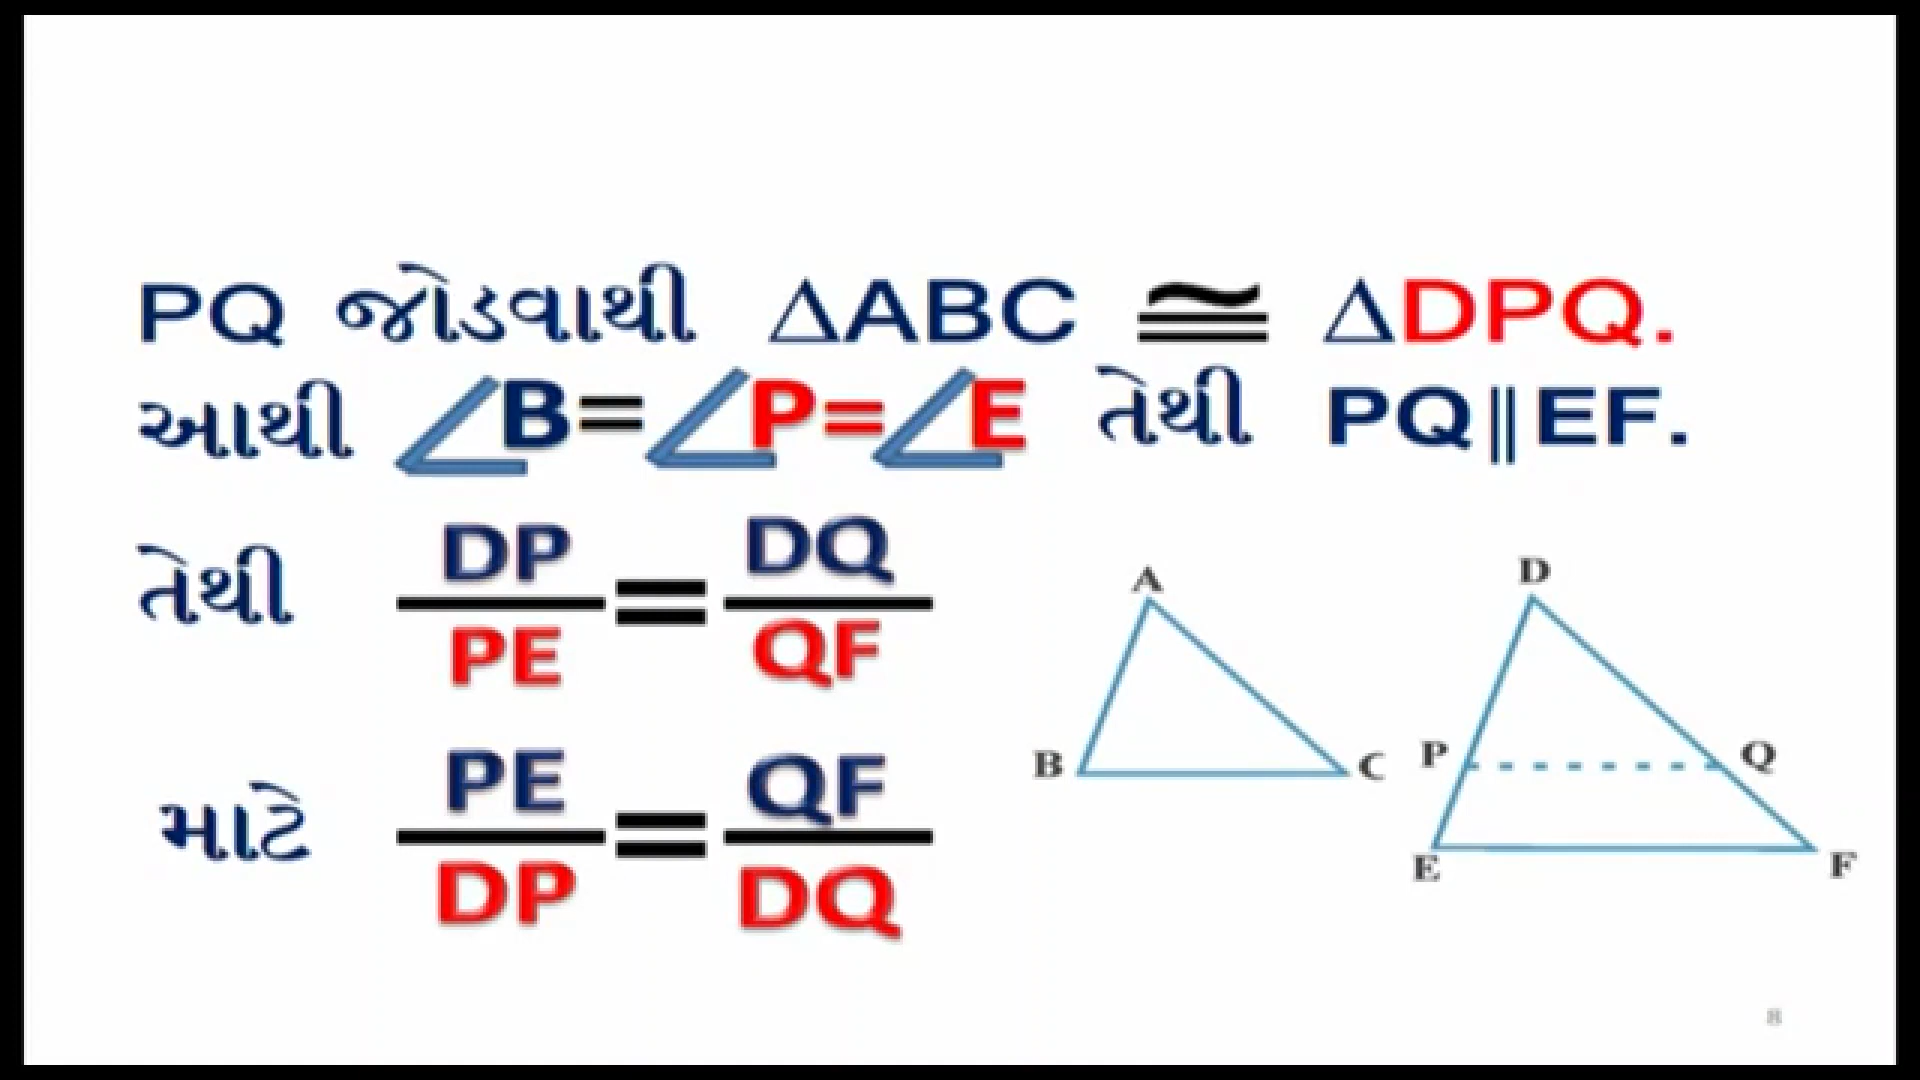 PQ જોડવાથી ΔABC ≅ ΔDPQ.
આથી ∠B=∠P=∠E તેથી PQ||EF.
તેથી DP/PE = DQ/QF
માટે PE/DP = QF/DQ
A
D
B
C
P
Q
E
F
8